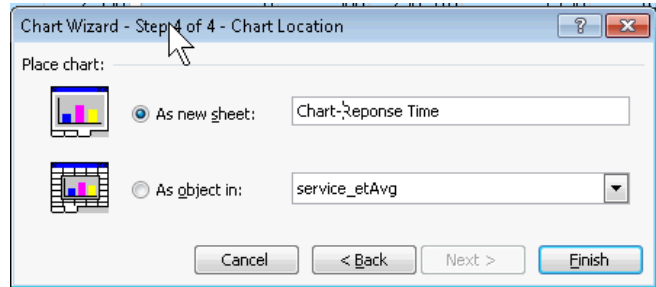 Chart Wizard - Step 4 of 4 - Chart Location
Place chart:
As new sheet:
Chart-Reponse Time
As object in:
service_etAvg
Cancel
< Back
Next >
Finish